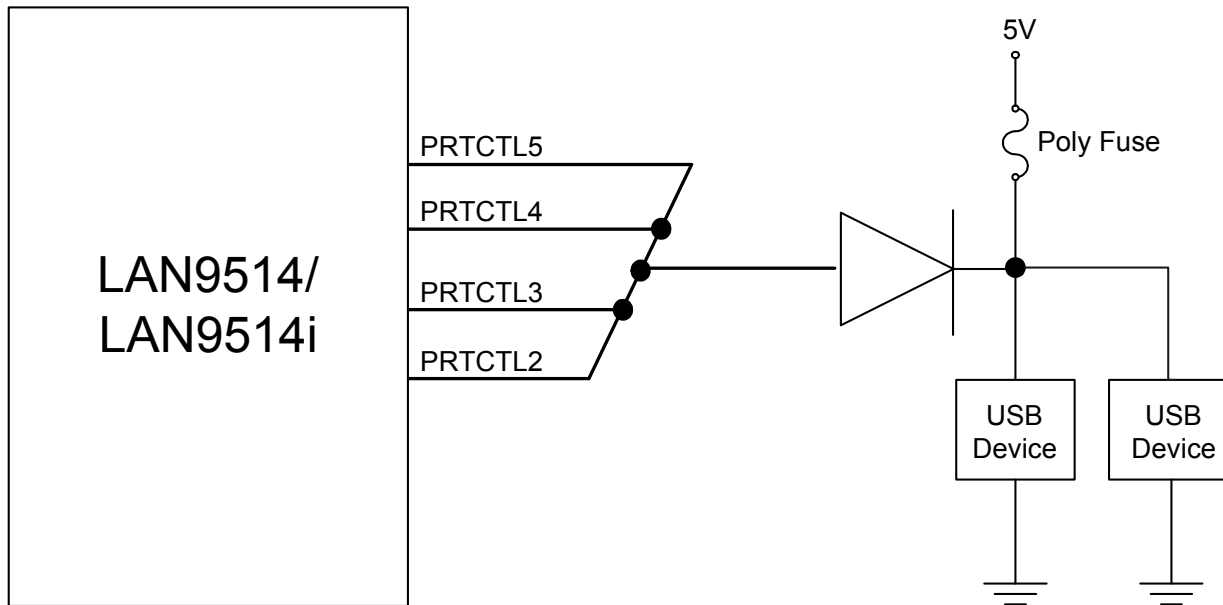 5V
Poly Fuse
PRTCTL5
PRTCTL4
PRTCTL3
PRTCTL2
LAN9514/
LAN9514i
USB
Device
USB
Device